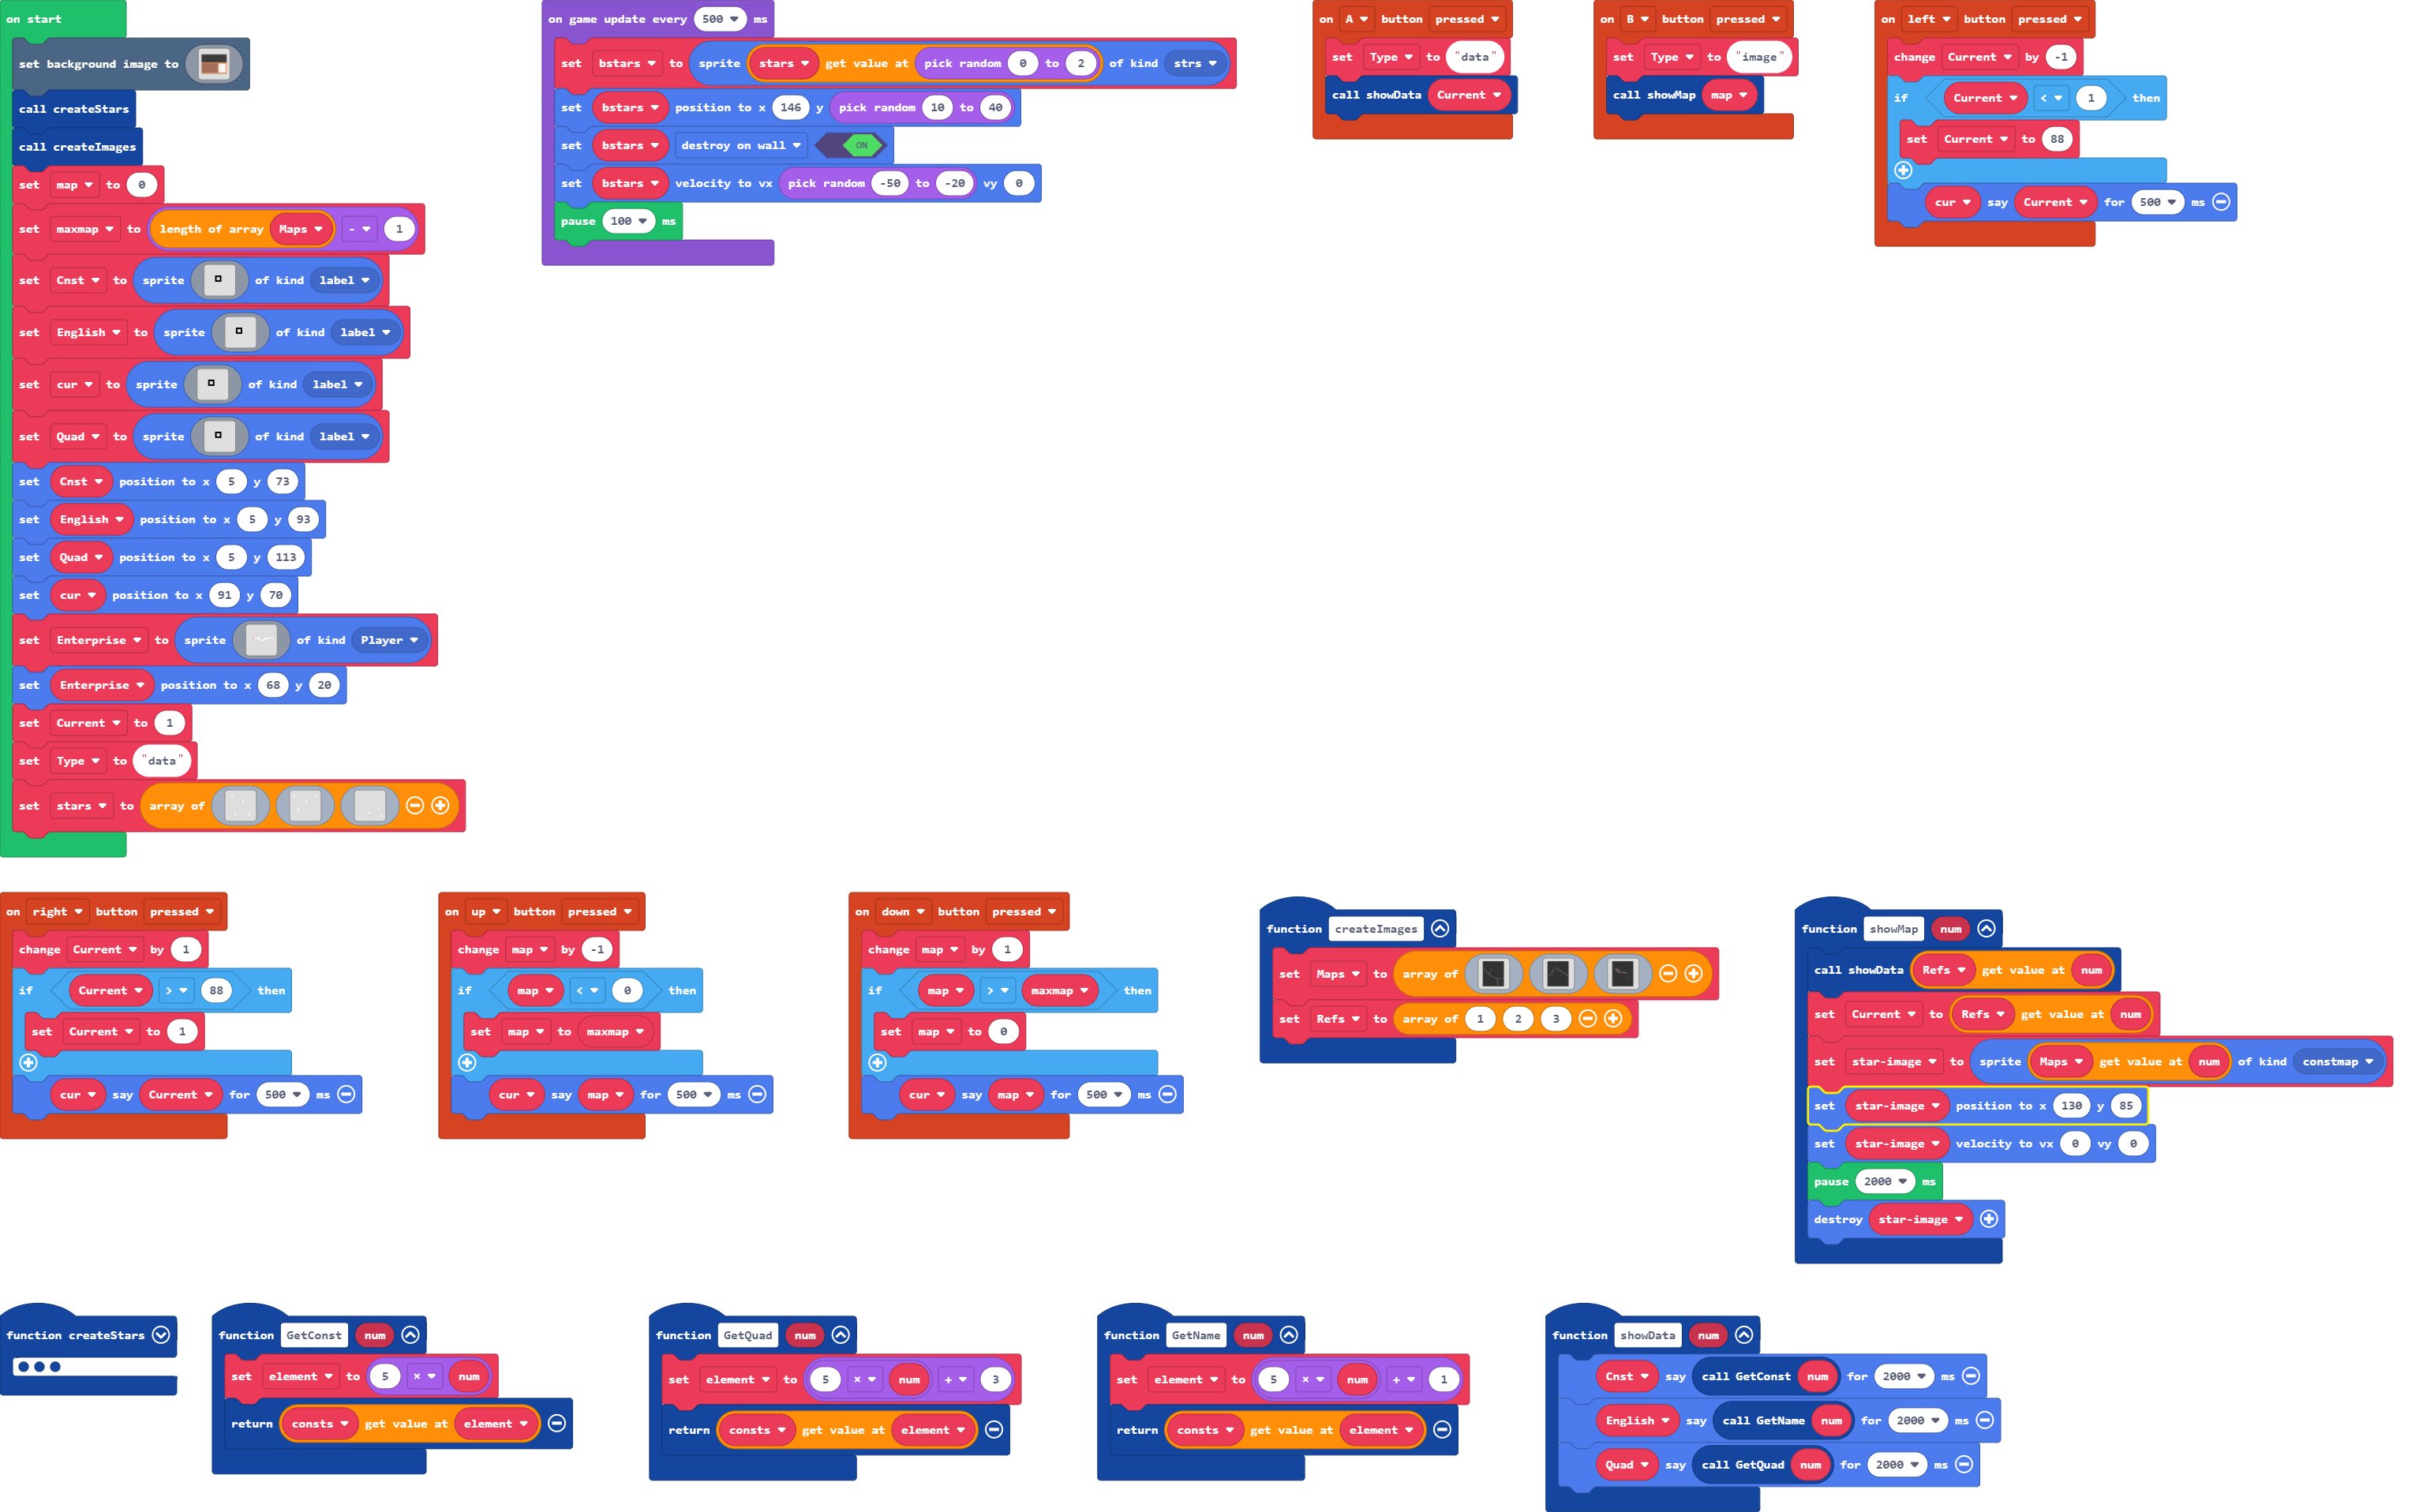 on start
set background image to
call createStars
call createImages
set map to 0
set maxmap to length of array Maps - 1
set Cnst to sprite of kind label
set English to sprite of kind label
set cur to sprite of kind label
set Quad to sprite of kind label
set Cnst position to x 5 y 73
set English position to x 5 y 93
set Quad position to x 5 y 113
set cur position to x 91 y 70
set Enterprise to sprite of kind Player
set Enterprise position to x 68 y 20
set Current to 1
set Type to "data"
set stars to array of
on game update every 500 ms
set bstars to sprite stars get value at pick random 0 to 2 of kind strs
set bstars position to x 146 y pick random 10 to 40
set bstars destroy on wall ON
set bstars velocity to vx pick random -50 to -20 vy 0
pause 100 ms
on A button pressed
set Type to "data"
call showData Current
on B button pressed
set Type to "image"
call showMap map
on left button pressed
change Current by -1
if Current < 1 then
set Current to 88
cur say Current for 500 ms
on right button pressed
change Current by 1
if Current > 88 then
set Current to 1
cur say Current for 500 ms
on up button pressed
change map by -1
if map < 0 then
set map to maxmap
cur say map for 500 ms
on down button pressed
change map by 1
if map > maxmap then
set map to 0
cur say map for 500 ms
function createImages
set Maps to array of
set Refs to array of 1 2 3
function showMap num
call showData Refs get value at num
set Current to Refs get value at num
set star-image to sprite Maps get value at num of kind constmap
set star-image position to x 130 y 85
set star-image velocity to vx 0 vy 0
pause 2000 ms
destroy star-image
function createStars
function GetConst num
set element to 5 × num
return consts get value at element
function GetQuad num
set element to 5 × num + 3
return consts get value at element
function GetName num
set element to 5 × num + 1
return consts get value at element
function showData num
Cnst say call GetConst num for 2000 ms
English say call GetName num for 2000 ms
Quad say call GetQuad num for 2000 ms